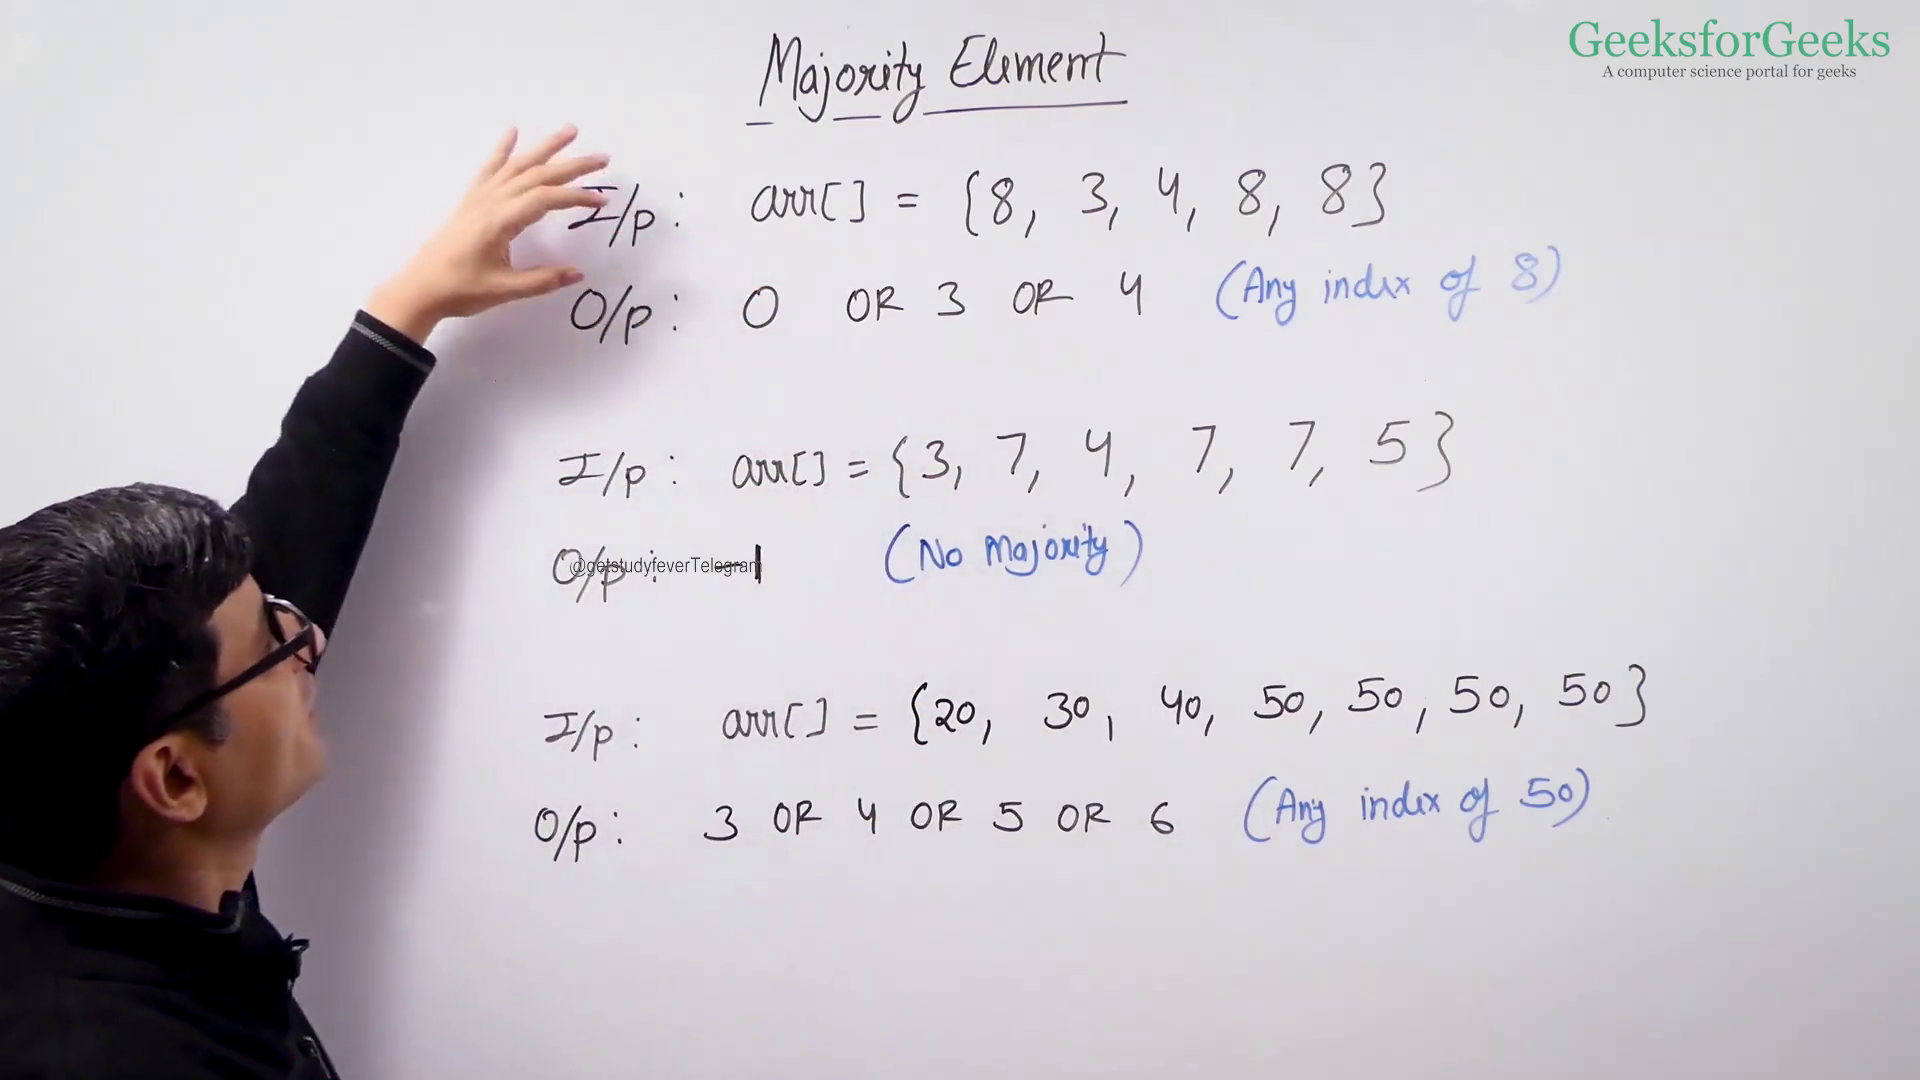 GeeksforGeeks
A computer science portal for geeks
Majority Element
I/p : arr[] = {8, 3, 4, 8, 8}
O/p : 0 OR 3 OR 4 (Any index of 8)
I/p : arr[] = {3, 7, 4, 7, 7, 5}
O/p : -1 (No Majority)
@getstudyfeverTelegram
I/p : arr[] = {20, 30, 40, 50, 50, 50, 50}
O/p : 3 OR 4 OR 5 OR 6 (Any index of 50)